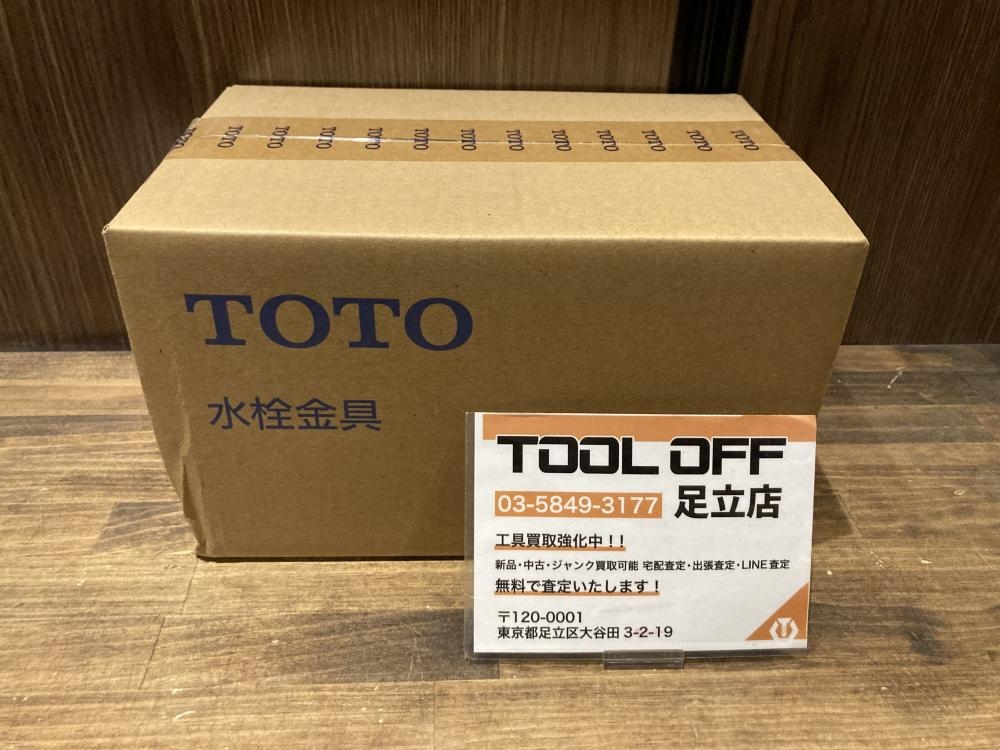 TOTO TOTO TOTO TOTO TOTO TOTO TOTO TOTO TOTO TOTO TOTO TOTO
TOTO
水栓金具
TOOL OFF
03-5849-3177 足立店
工具買取強化中！！
新品・中古・ジャンク買取可能 宅配査定・出張査定・LINE査定
無料で査定いたします！
〒120-0001
東京都足立区大谷田 3-2-19